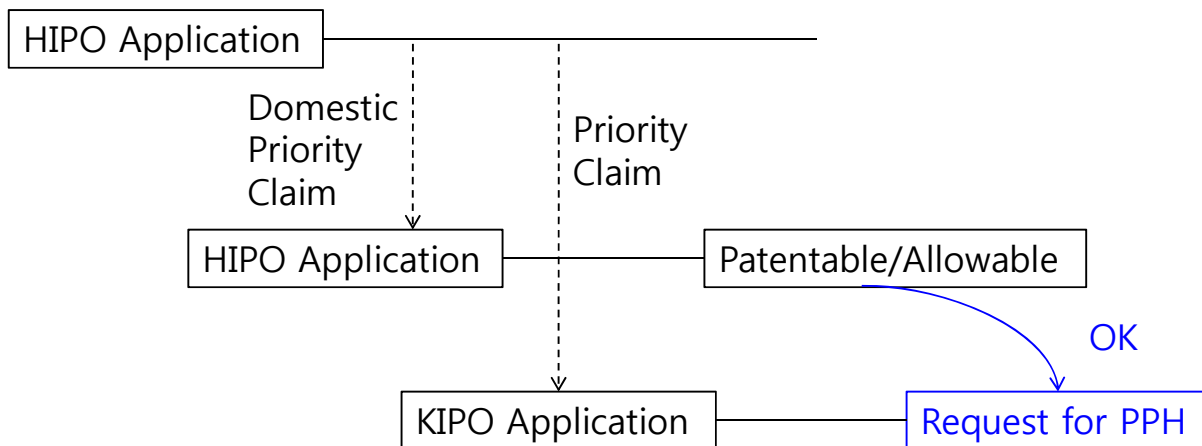 HIPO Application
Domestic
Priority
Claim
Priority
Claim
HIPO Application
Patentable/Allowable
OK
KIPO Application
Request for PPH